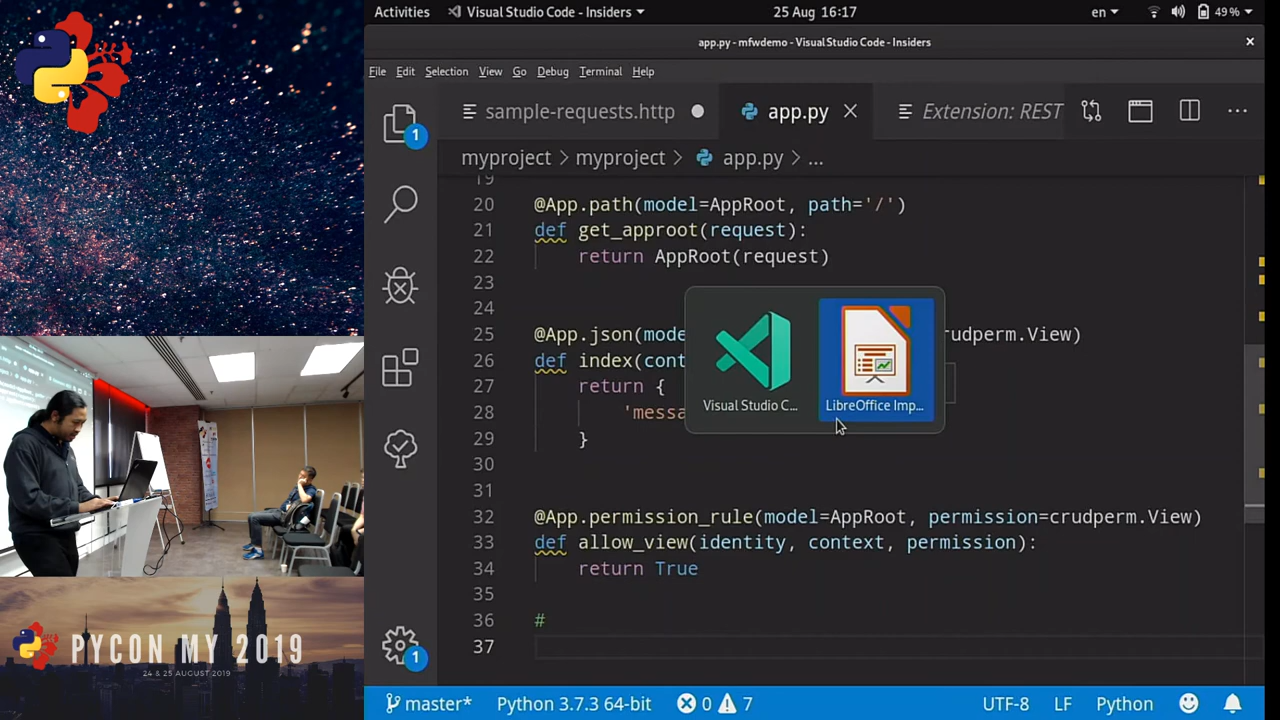 Activities
Visual Studio Code - Insiders
25 Aug 16:17
en
49 %
app.py - mfwdemo - Visual Studio Code - Insiders
File Edit Selection View Go Debug Terminal Help
sample-requests.http
app.py
Extension: REST
1
myproject > myproject > app.py > ...
19
20 @App.path(model=AppRoot, path='/')
21 def get_approot(request):
22 return AppRoot(request)
23
24
25 @App.json(mode
rudperm.View)
26 def index(cont
27 return {
28 'messa
29 }
30
31
32 @App.permission_rule(model=AppRoot, permission=crudperm.View)
33 def allow_view(identity, context, permission):
34 return True
35
36 #
37
Visual Studio C...
LibreOffice Imp...
1
master* Python 3.7.3 64-bit 0 7 UTF-8 LF Python
PYCON MY 2019
24 & 25 AUGUST 2019